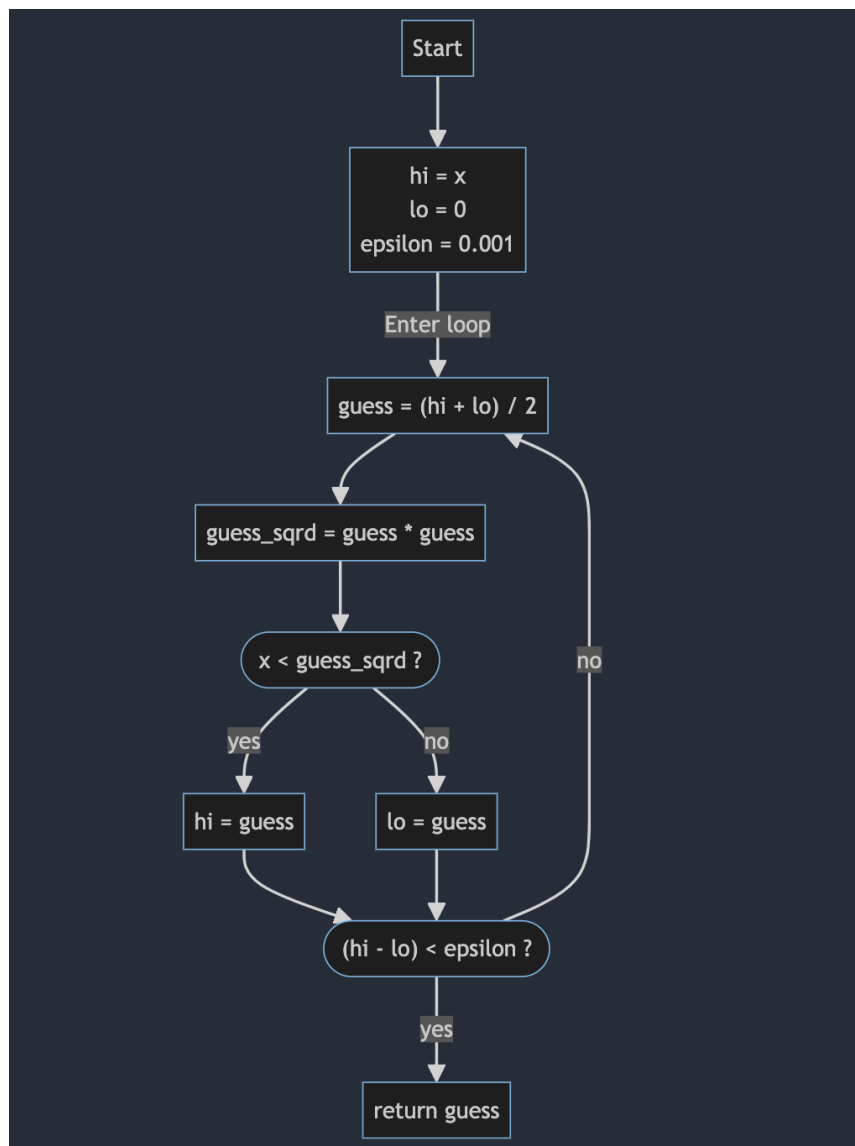 Start
hi = x
lo = 0
epsilon = 0.001
Enter loop
guess = (hi + lo) / 2
guess_sqrd = guess * guess
x < guess_sqrd ?
no
yes
no
hi = guess
lo = guess
(hi - lo) < epsilon ?
yes
return guess